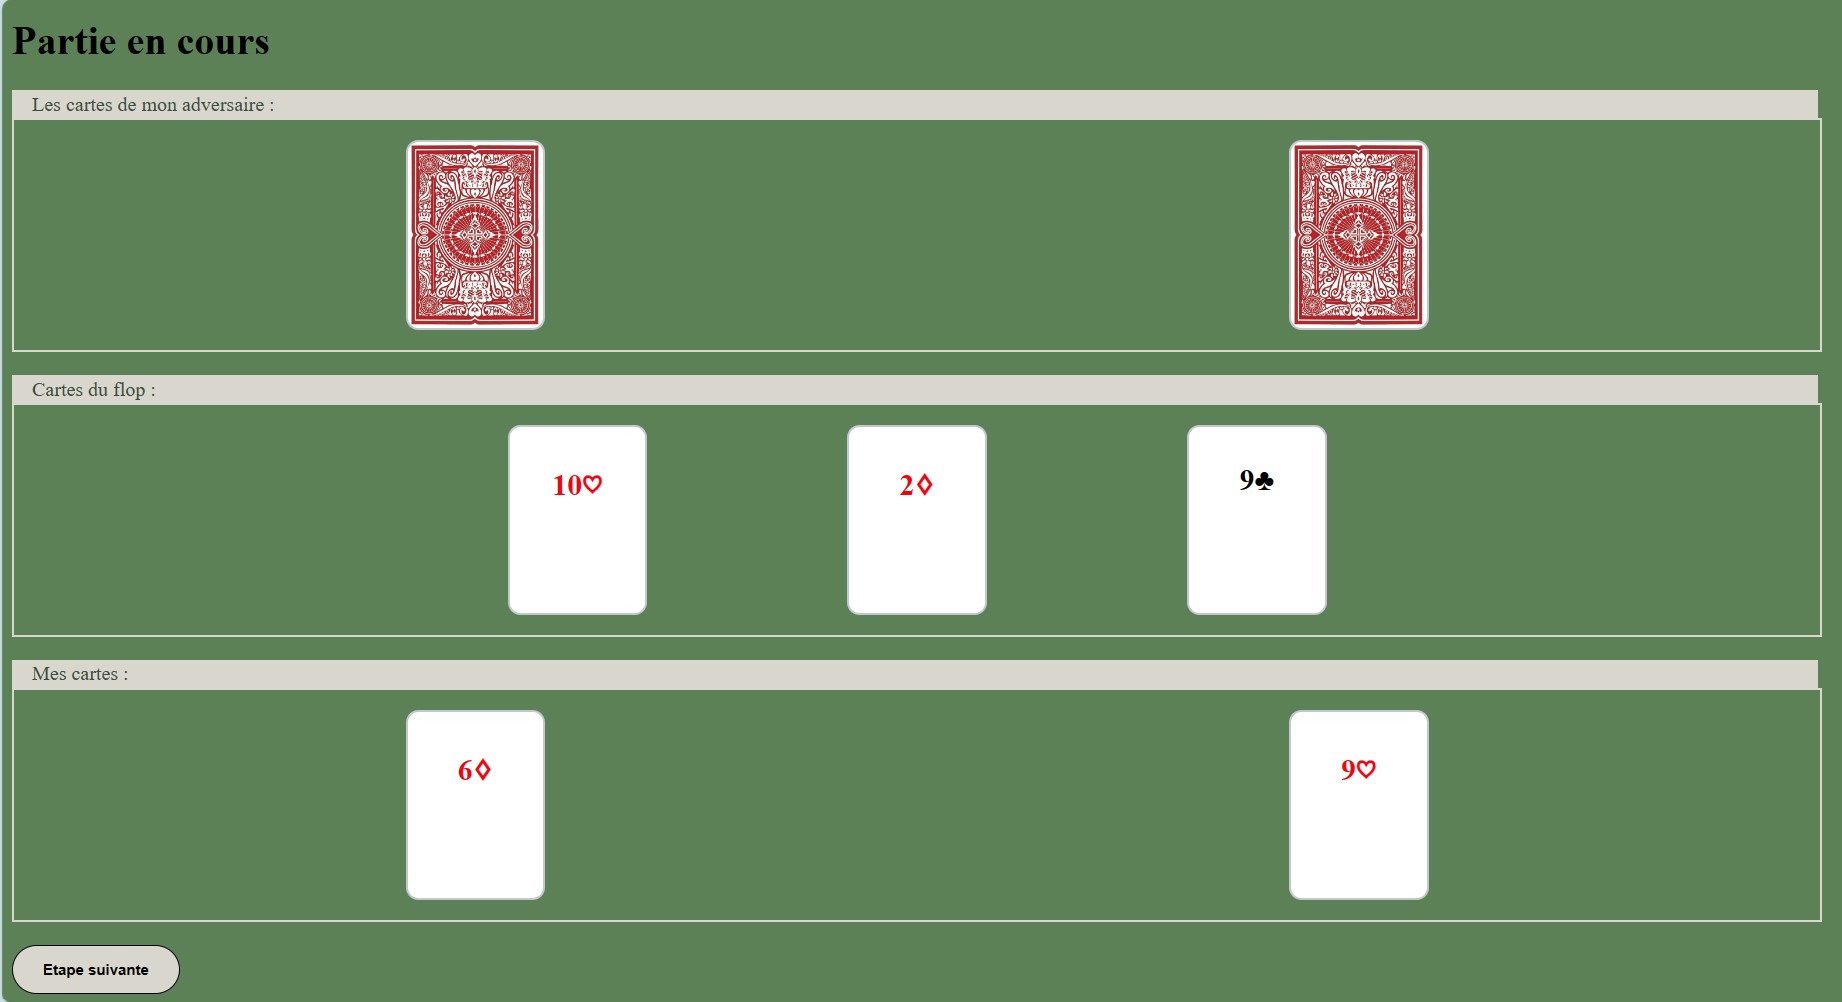 Partie en cours
Les cartes de mon adversaire :
Cartes du flop :
10♡ 2♢ 9♣
Mes cartes :
6♢ 9♡
Etape suivante